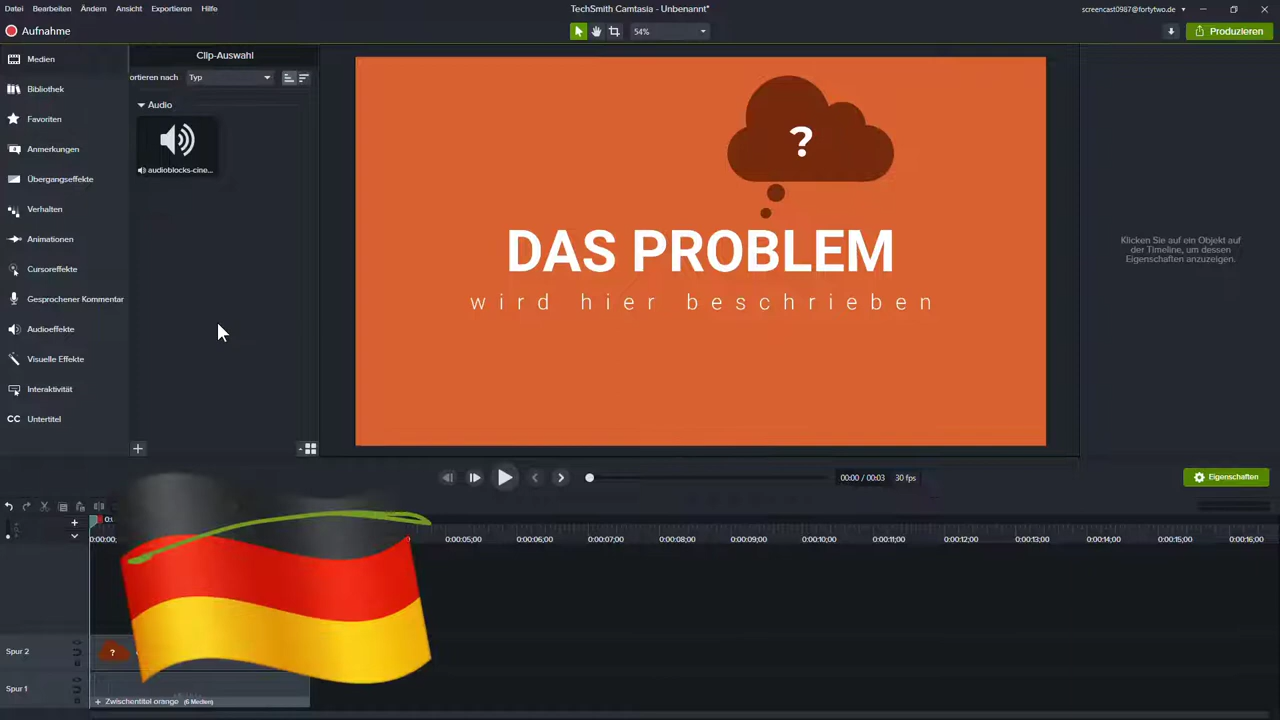 Datei Bearbeiten Ansicht Exportieren Hilfe
TechSmith Camtasia - Unbenannt*
screencast0987@fortytwo.de
Aufnahme
54%
Produzieren
Medien
Bibliothek
Favoriten
Anmerkungen
Übergangseffekte
Verhalten
Animationen
Cursoreffekte
Gesprochener Kommentar
Audioeffekte
Visuelle Effekte
Interaktivität
CC Untertitel
Clip-Auswahl
ortieren nach Typ
Audio
audioblocks-cine...
?
DAS PROBLEM
wird hier beschrieben
Klicken Sie auf ein Objekt auf
der Timeline, um dessen
Eigenschaften anzuzeigen.
00:00 / 00:03 30 fps
Eigenschaften
0:00:00, 0:00:05;00 0:00:06;00 0:00:07;00 0:00:08;00 0:00:09;00 0:00:10;00 0:00:11;00 0:00:12;00 0:00:13;00 0:00:14;00 0:00:15;00 0:00:16;0
Spur 2
?
Spur 1
+ Zwischentitel orange (6 Medien)